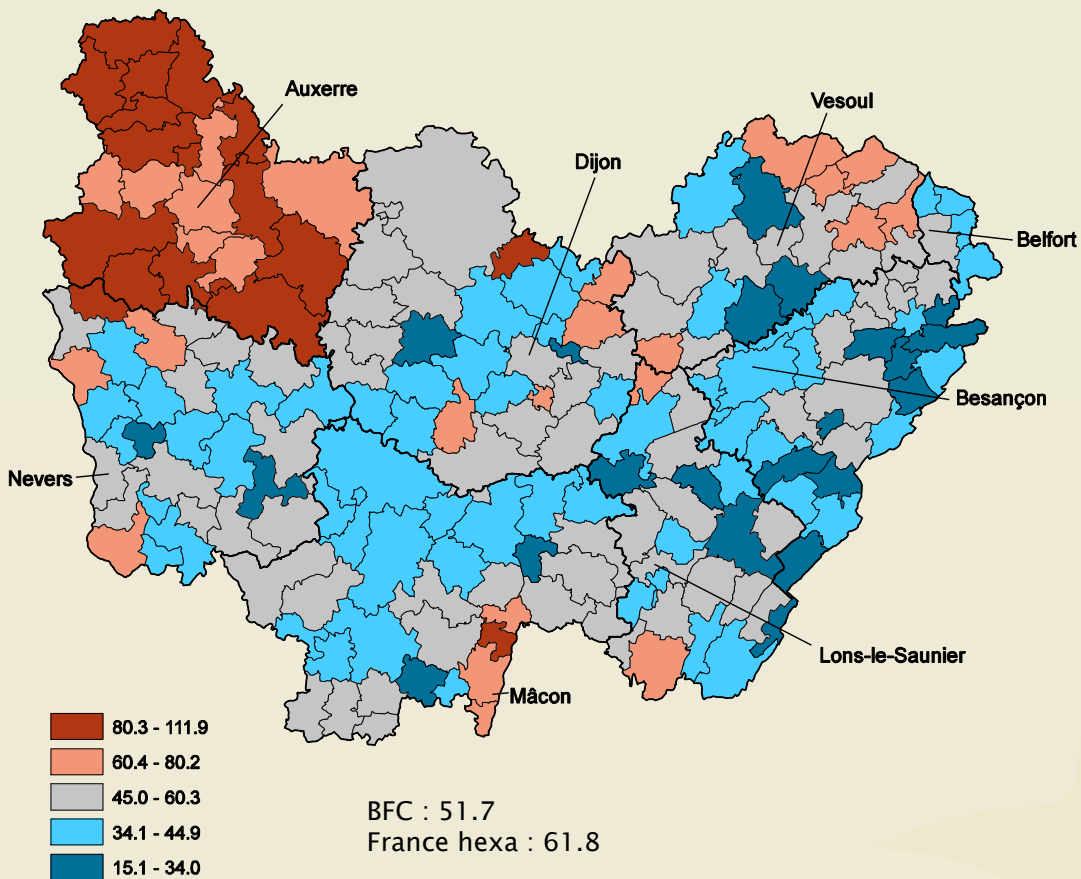 Auxerre
Vesoul
Dijon
Belfort
Besançon
Nevers
Lons-le-Saunier
Mâcon
80.3 - 111.9
60.4 - 80.2
45.0 - 60.3
34.1 - 44.9
15.1 - 34.0
BFC : 51.7
France hexa : 61.8